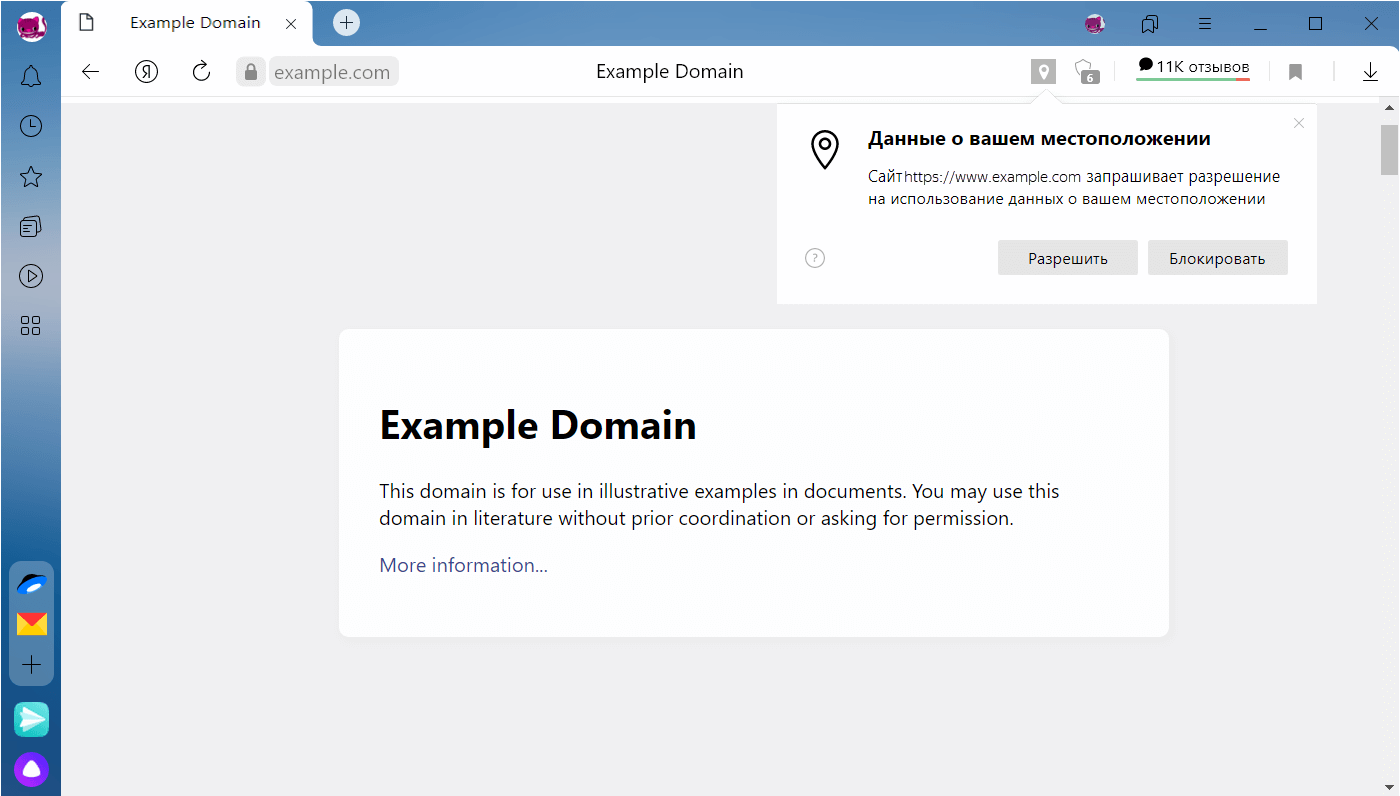 Example Domain
Я
example.com
Example Domain
6
11K отзывов
Данные о вашем местоположении
Сайтhttps://www.example.com запрашивает разрешение
на использование данных о вашем местоположении
?
Разрешить
Блокировать
Example Domain
This domain is for use in illustrative examples in documents. You may use this
domain in literature without prior coordination or asking for permission.
More information...